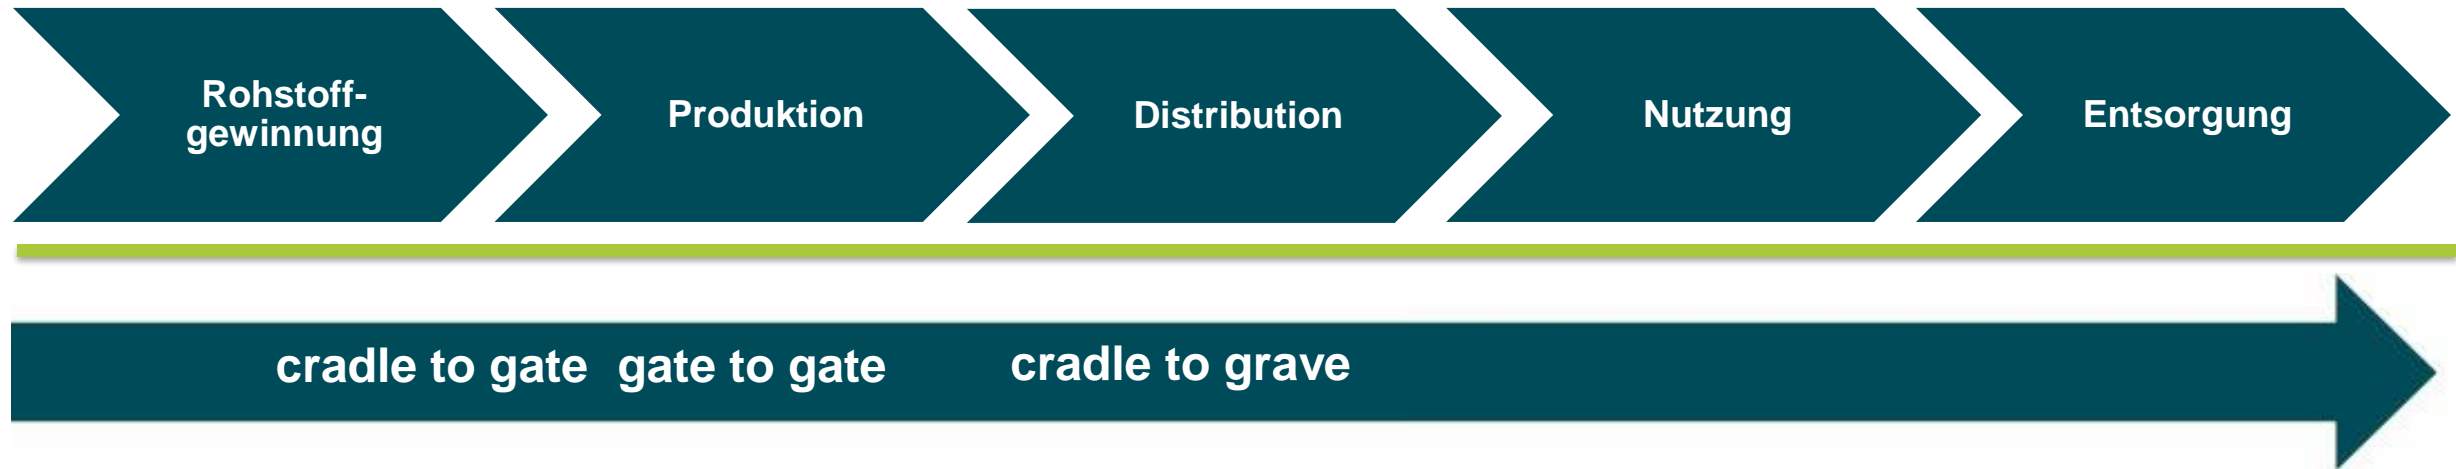 Rohstoff-
gewinnung
Produktion
Distribution
Nutzung
Entsorgung
cradle to gate
gate to gate
cradle to grave